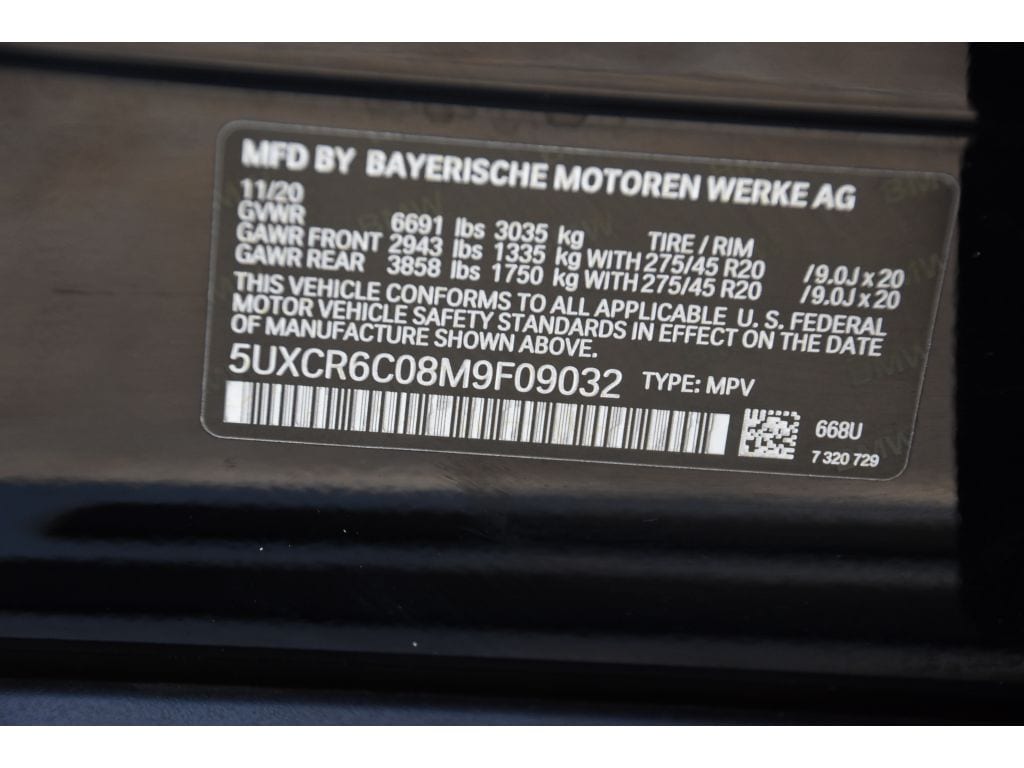 MFD BY BAYERISCHE MOTOREN WERKE AG
11/20
GVWR 6691 lbs 3035 kg TIRE / RIM
GAWR FRONT 2943 lbs 1335 kg WITH 275/45 R20 /9.0J x 20
GAWR REAR 3858 lbs 1750 kg WITH 275/45 R20 /9.0J x 20
THIS VEHICLE CONFORMS TO ALL APPLICABLE U. S. FEDERAL
MOTOR VEHICLE SAFETY STANDARDS IN EFFECT ON THE DATE
OF MANUFACTURE SHOWN ABOVE.
5UXCR6C08M9F09032 TYPE: MPV
668U
7 320 729